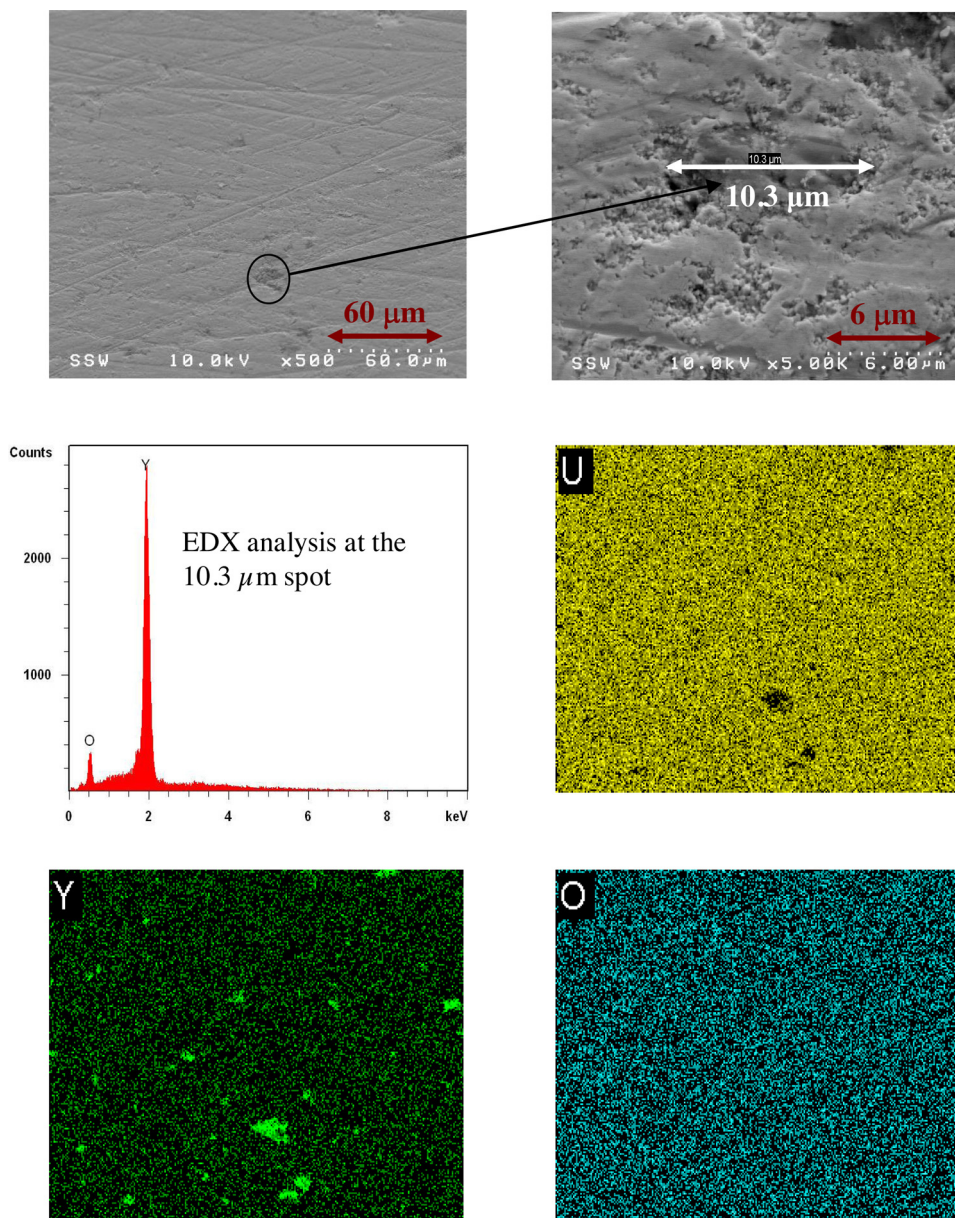 60 μm
SSW 10.0kV x500 60.0μm
10.3 μm
10.3 μm
6 μm
SSW 10.0kV x5.00K 6.00μm
Counts
Y
2000
EDX analysis at the
10.3 μm spot
1000
O
0 2 4 6 8 keV
U
Y
O